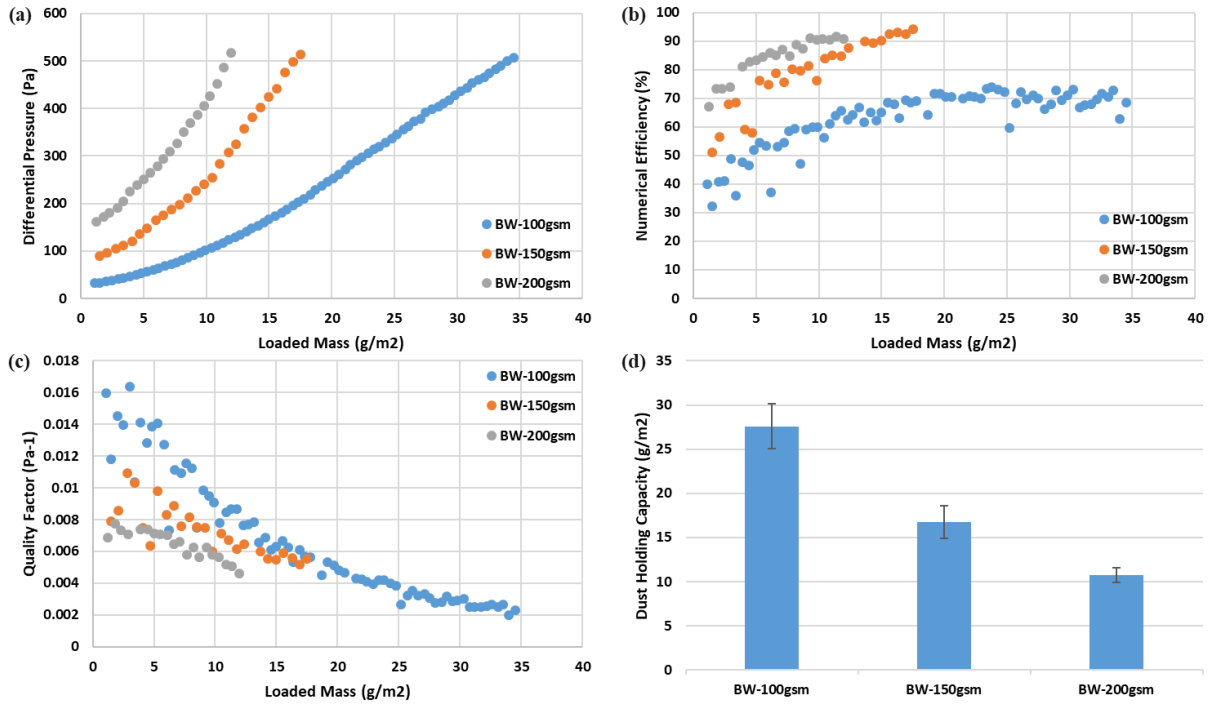 (a)
600
500
400
300
200
100
0
Differential Pressure (Pa)
BW-100gsm
BW-150gsm
BW-200gsm
0 5 10 15 20 25 30 35 40
Loaded Mass (g/m2)
(b)
100
90
80
70
60
50
40
30
20
10
0
Numerical Efficiency (%)
BW-100gsm
BW-150gsm
BW-200gsm
0 5 10 15 20 25 30 35 40
Loaded Mass (g/m2)
(c)
0.018
0.016
0.014
0.012
0.01
0.008
0.006
0.004
0.002
0
Quality Factor (Pa-1)
BW-100gsm
BW-150gsm
BW-200gsm
0 5 10 15 20 25 30 35 40
Loaded Mass (g/m2)
(d)
35
30
25
20
15
10
5
0
Dust Holding Capacity (g/m2)
BW-100gsm BW-150gsm BW-200gsm